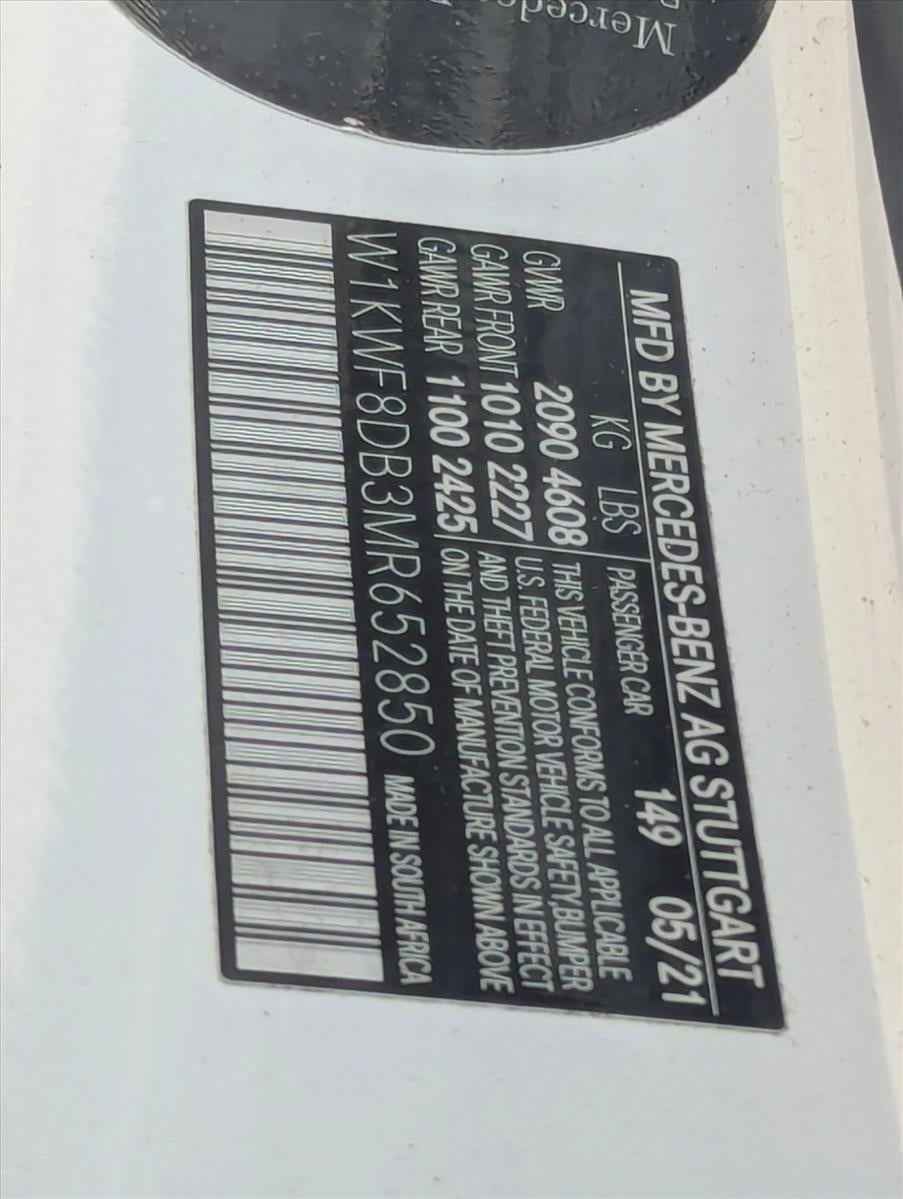 Mercedes
MFD BY MERCEDES-BENZ AG STUTTGART
KG LBS PASSENGER CAR 149 05/21
GVWR 2090 4608 THIS VEHICLE CONFORMS TO ALL APPLICABLE
U.S. FEDERAL MOTOR VEHICLE SAFETY, BUMPER
GAWR FRONT 1010 2227 AND THEFT PREVENTION STANDARDS IN EFFECT
GAWR REAR 1100 2425 ON THE DATE OF MANUFACTURE SHOWN ABOVE
W1KWF8DB3MR652850 MADE IN SOUTH AFRICA